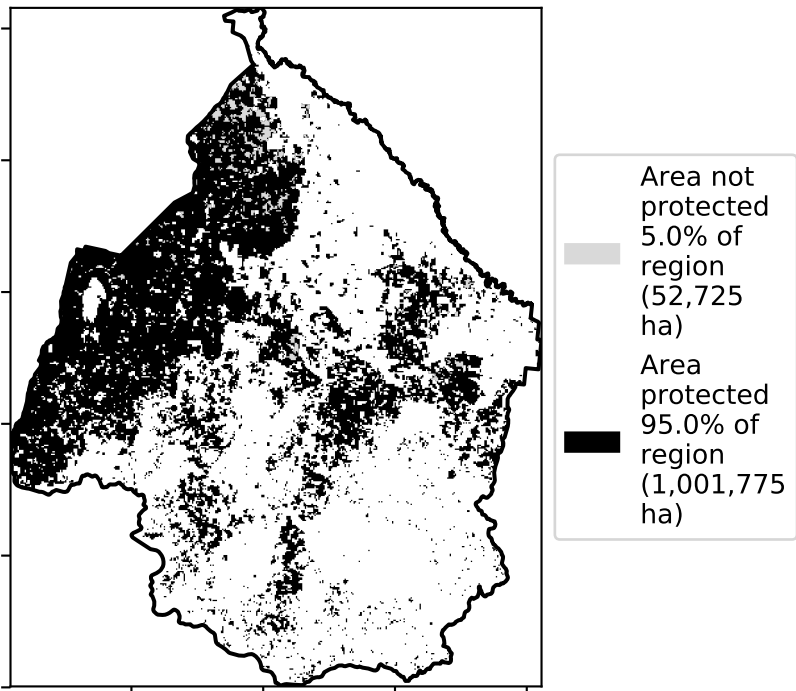 Area not
protected
5.0% of
region
(52,725
ha)
Area
protected
95.0% of
region
(1,001,775
ha)